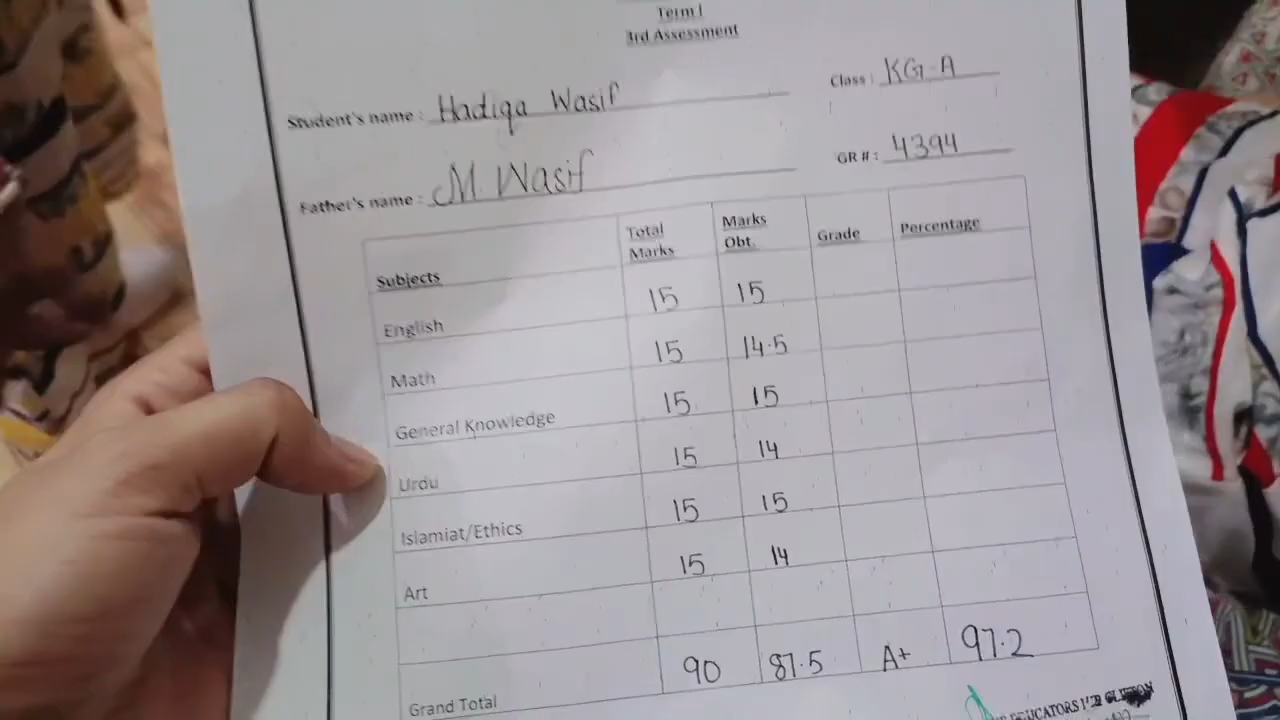 Term I
3rd Assessment
Student's name : Hadiqa Wasif Class : KG-A
Father's name : M. Wasif GR # : 4394
Subjects Total Marks Marks Obt. Grade Percentage
English 15 15
Math 15 14.5
General Knowledge 15 15
Urdu 15 14
Islamiat/Ethics 15 15
Art 15 14
Grand Total 90 87.5 A+ 97.2
EDUCATORS